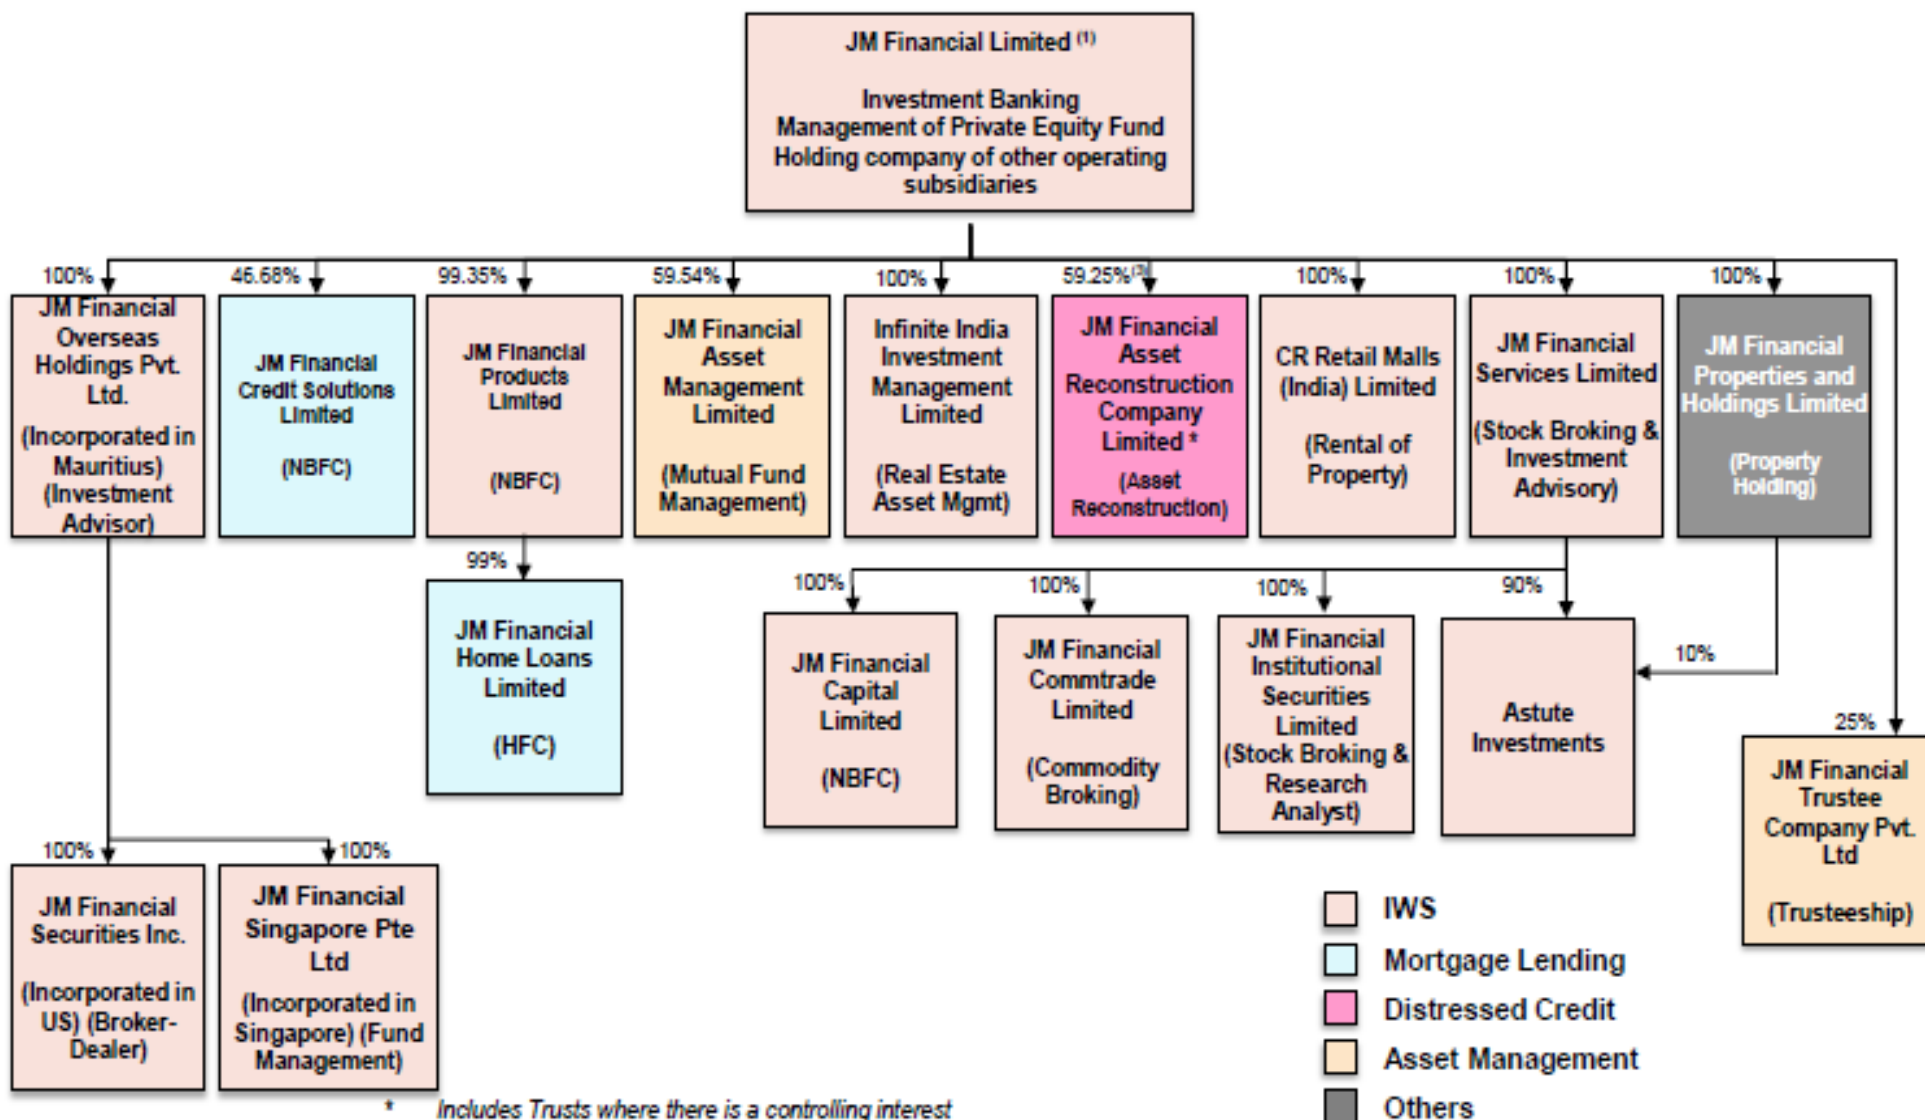 JM Financial Limited (1)
Investment Banking
Management of Private Equity Fund
Holding company of other operating
subsidiaries
100%
46.68%
99.35%
59.54%
100%
59.25%(3)
100%
100%
100%
JM Financial
Overseas
Holdings Pvt.
Ltd.
(Incorporated in
Mauritius)
(Investment
Advisor)
JM Financial
Credit Solutions
Limited
(NBFC)
JM Financial
Products
Limited
(NBFC)
JM Financial
Asset
Management
Limited
(Mutual Fund
Management)
Infinite India
Investment
Management
Limited
(Real Estate
Asset Mgmt)
JM Financial
Asset
Reconstruction
Company
Limited *
(Asset
Reconstruction)
CR Retail Malls
(India) Limited
(Rental of
Property)
JM Financial
Services Limited
(Stock Broking &
Investment
Advisory)
JM Financial
Properties and
Holdings Limited
(Property
Holding)
99%
JM Financial
Home Loans
Limited
(HFC)
100%
JM Financial
Capital
Limited
(NBFC)
100%
JM Financial
Commtrade
Limited
(Commodity
Broking)
100%
JM Financial
Institutional
Securities
Limited
(Stock Broking &
Research
Analyst)
90%
Astute
Investments
10%
25%
JM Financial
Trustee
Company Pvt.
Ltd
(Trusteeship)
100%
JM Financial
Securities Inc.
(Incorporated in
US) (Broker-
Dealer)
100%
JM Financial
Singapore Pte
Ltd
(Incorporated in
Singapore) (Fund
Management)
IWS
Mortgage Lending
Distressed Credit
Asset Management
Others
* Includes Trusts where there is a controlling interest